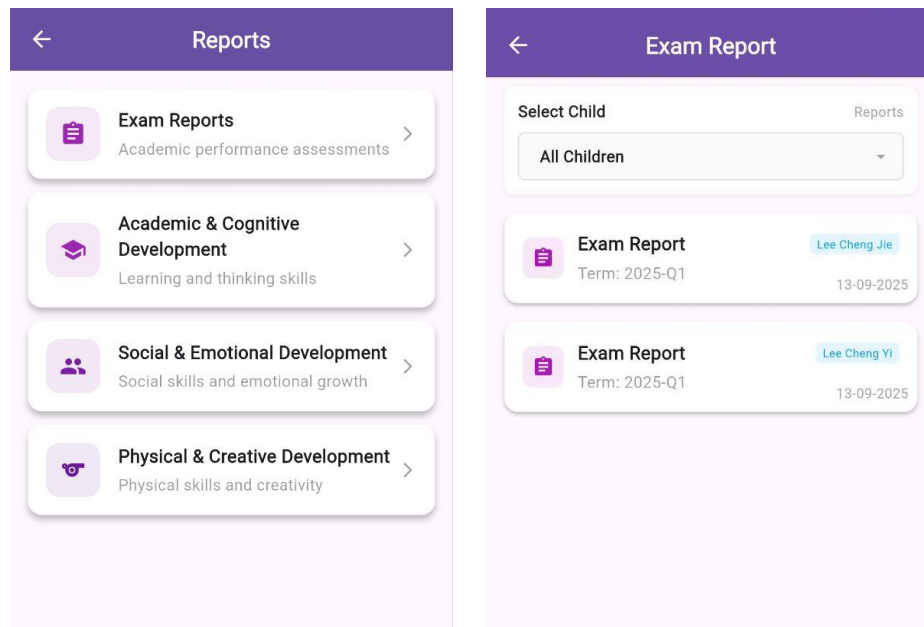 Reports
Exam Reports
Academic performance assessments
Academic & Cognitive
Development
Learning and thinking skills
Social & Emotional Development
Social skills and emotional growth
Physical & Creative Development
Physical skills and creativity
Exam Report
Select Child
Reports
All Children
Exam Report
Lee Cheng Jie
Term: 2025-Q1
13-09-2025
Exam Report
Lee Cheng Yi
Term: 2025-Q1
13-09-2025